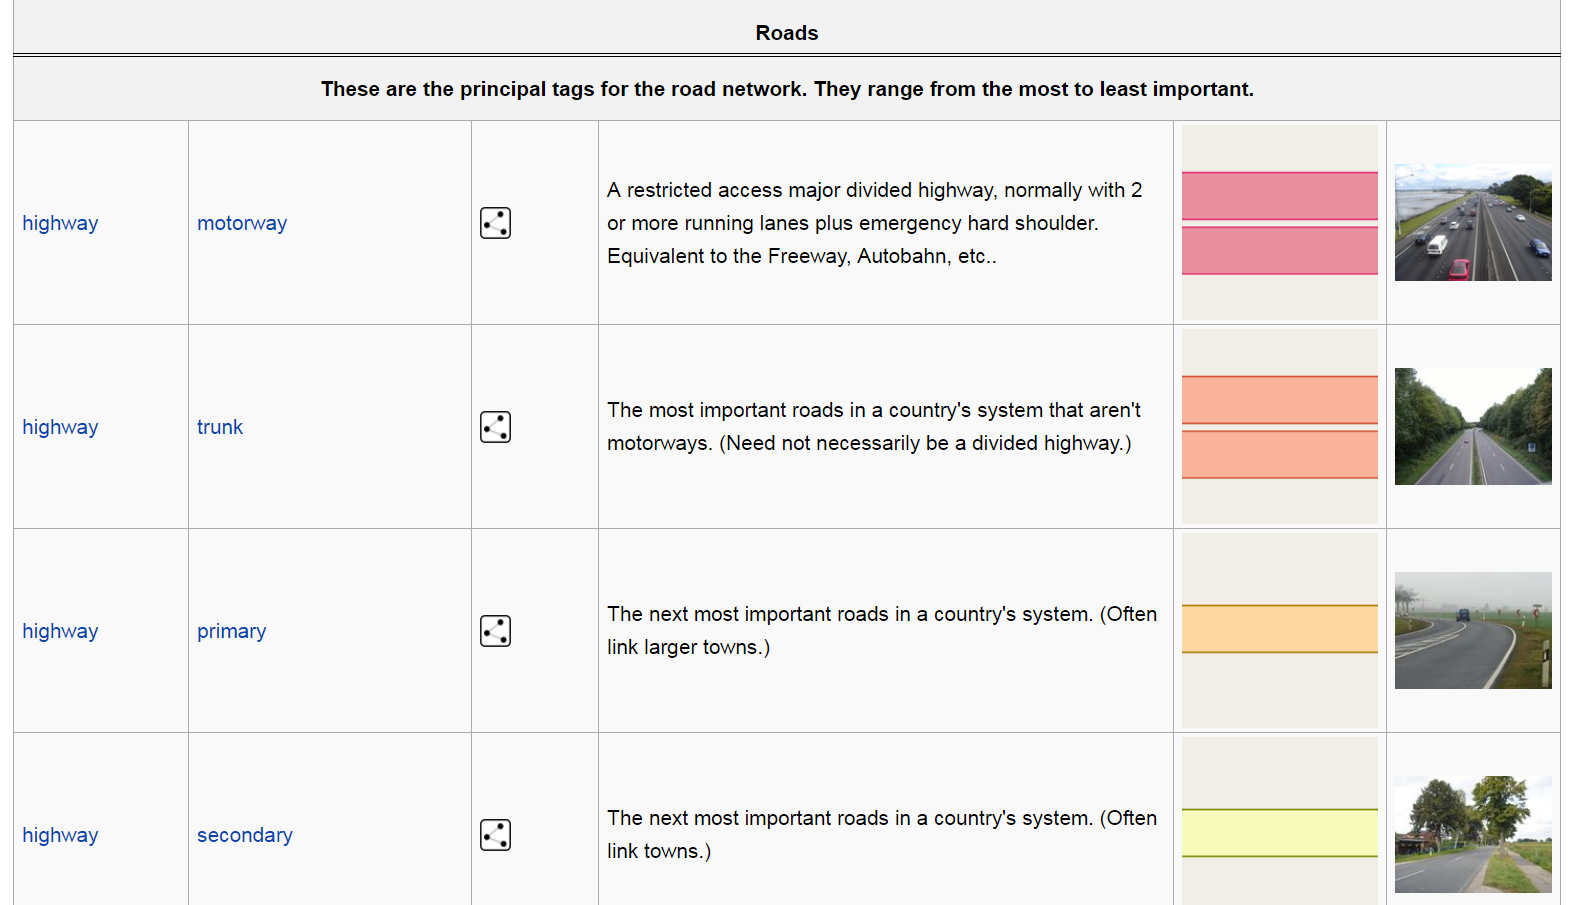 Roads
These are the principal tags for the road network. They range from the most to least important.
highway
motorway
A restricted access major divided highway, normally with 2
or more running lanes plus emergency hard shoulder.
Equivalent to the Freeway, Autobahn, etc..
highway
trunk
The most important roads in a country's system that aren't
motorways. (Need not necessarily be a divided highway.)
highway
primary
The next most important roads in a country's system. (Often
link larger towns.)
highway
secondary
The next most important roads in a country's system. (Often
link towns.)